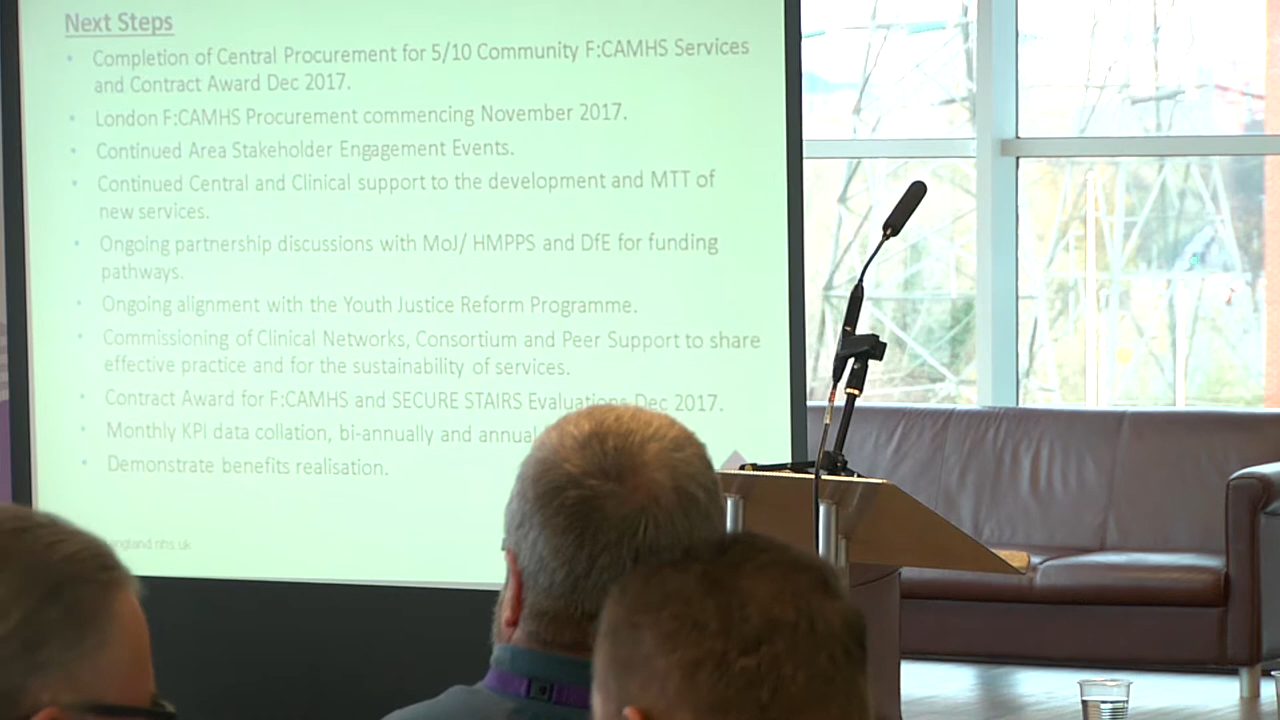 Next Steps
• Completion of Central Procurement for 5/10 Community F:CAMHS Services
and Contract Award Dec 2017.
• London F:CAMHS Procurement commencing November 2017.
• Continued Area Stakeholder Engagement Events.
• Continued Central and Clinical support to the development and MTT of
new services.
• Ongoing partnership discussions with MoJ/ HMPPS and DfE for funding
pathways.
• Ongoing alignment with the Youth Justice Reform Programme.
• Commissioning of Clinical Networks, Consortium and Peer Support to share
effective practice and for the sustainability of services.
• Contract Award for F:CAMHS and SECURE STAIRS Evaluations Dec 2017.
• Monthly KPI data collation, bi-annually and annual
• Demonstrate benefits realisation.
england.nhs.uk